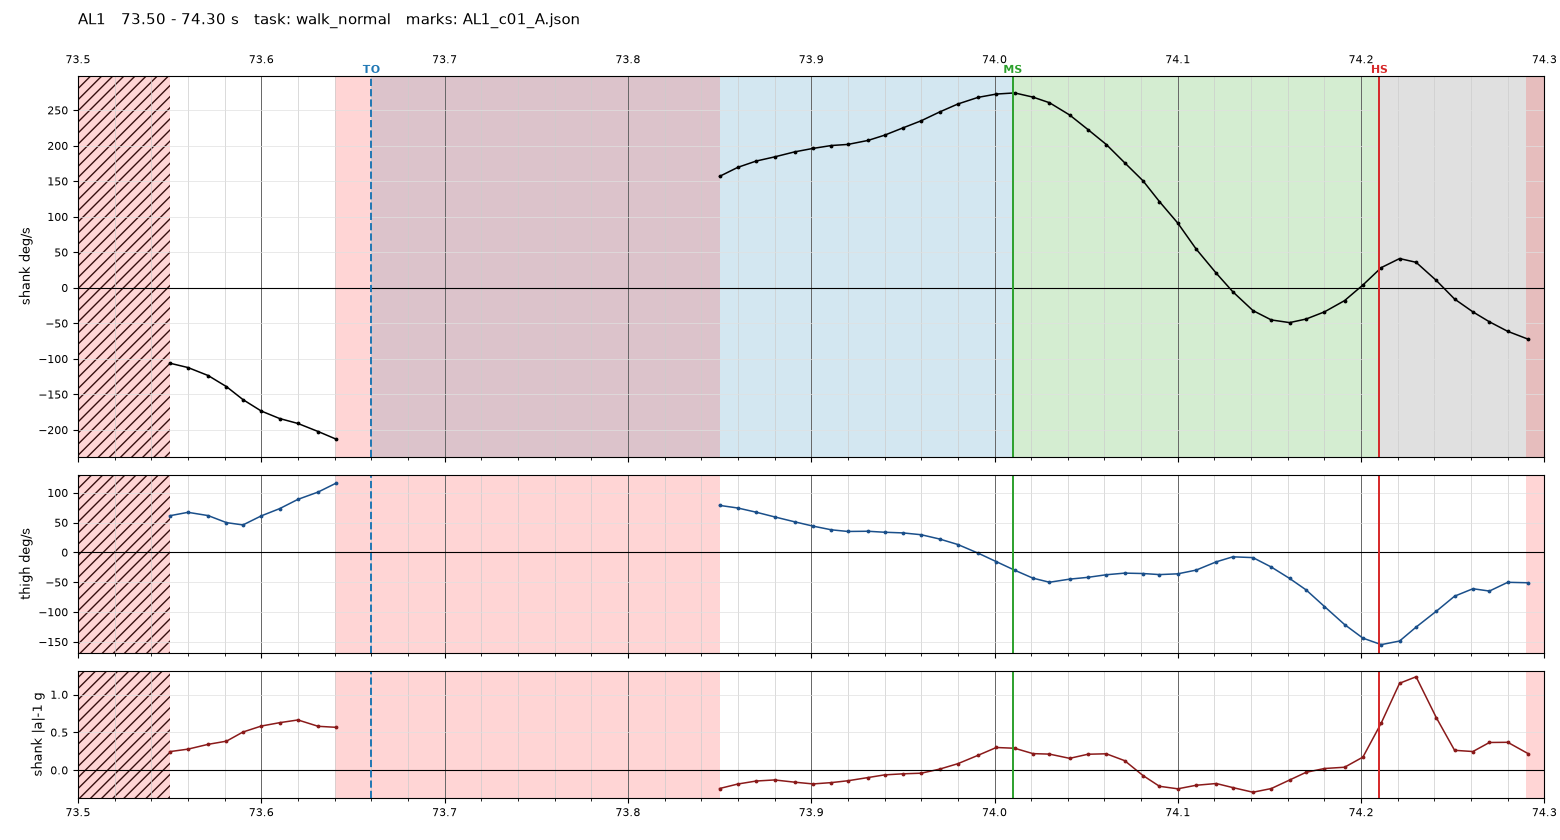 AL1   73.50 - 74.30 s   task: walk_normal   marks: AL1_c01_A.json
73.5 73.6 73.7 73.8 73.9 74.0 74.1 74.2 74.3
TO MS HS
shank deg/s
250
200
150
100
50
0
−50
−100
−150
−200
thigh deg/s
100
50
0
−50
−100
−150
shank |a|-1 g
1.0
0.5
0.0
73.5 73.6 73.7 73.8 73.9 74.0 74.1 74.2 74.3